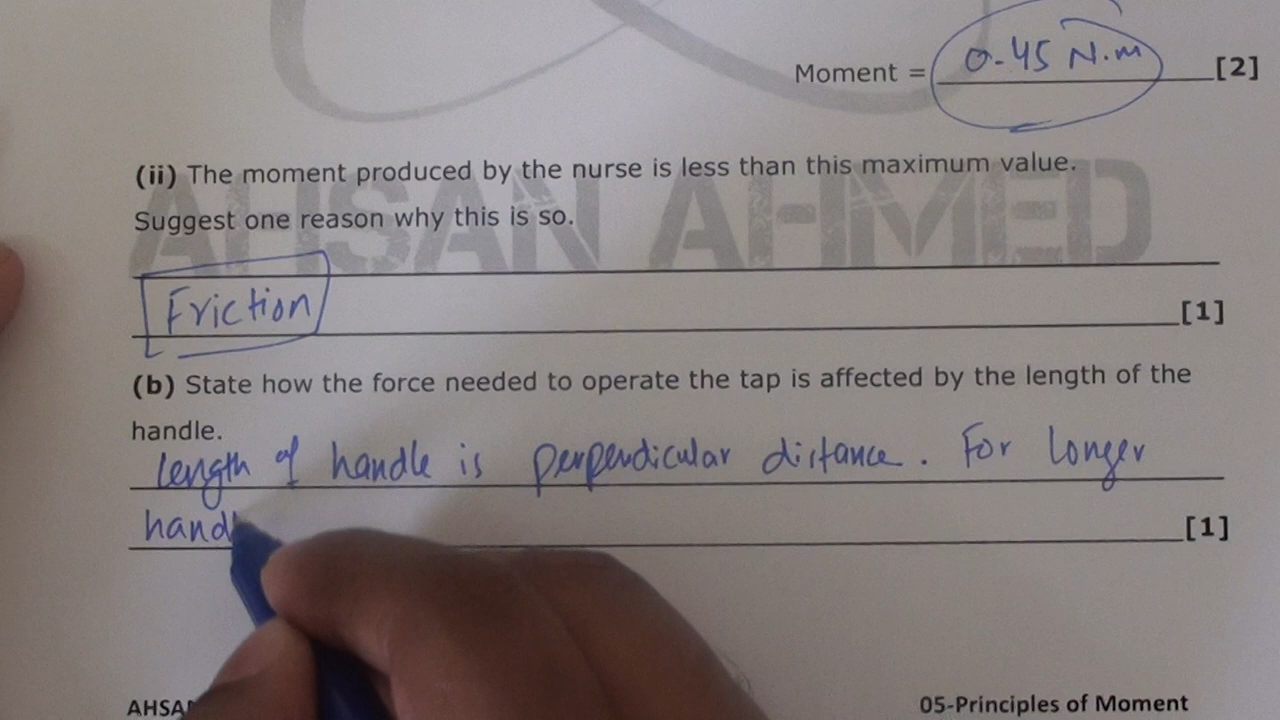 Moment = 0.45 N.m [2]
(ii) The moment produced by the nurse is less than this maximum value.
Suggest one reason why this is so.
AHSAN AHMED
Friction [1]
(b) State how the force needed to operate the tap is affected by the length of the
handle.
length of handle is perpendicular distance. For longer
handl [1]
AHSA 05-Principles of Moment